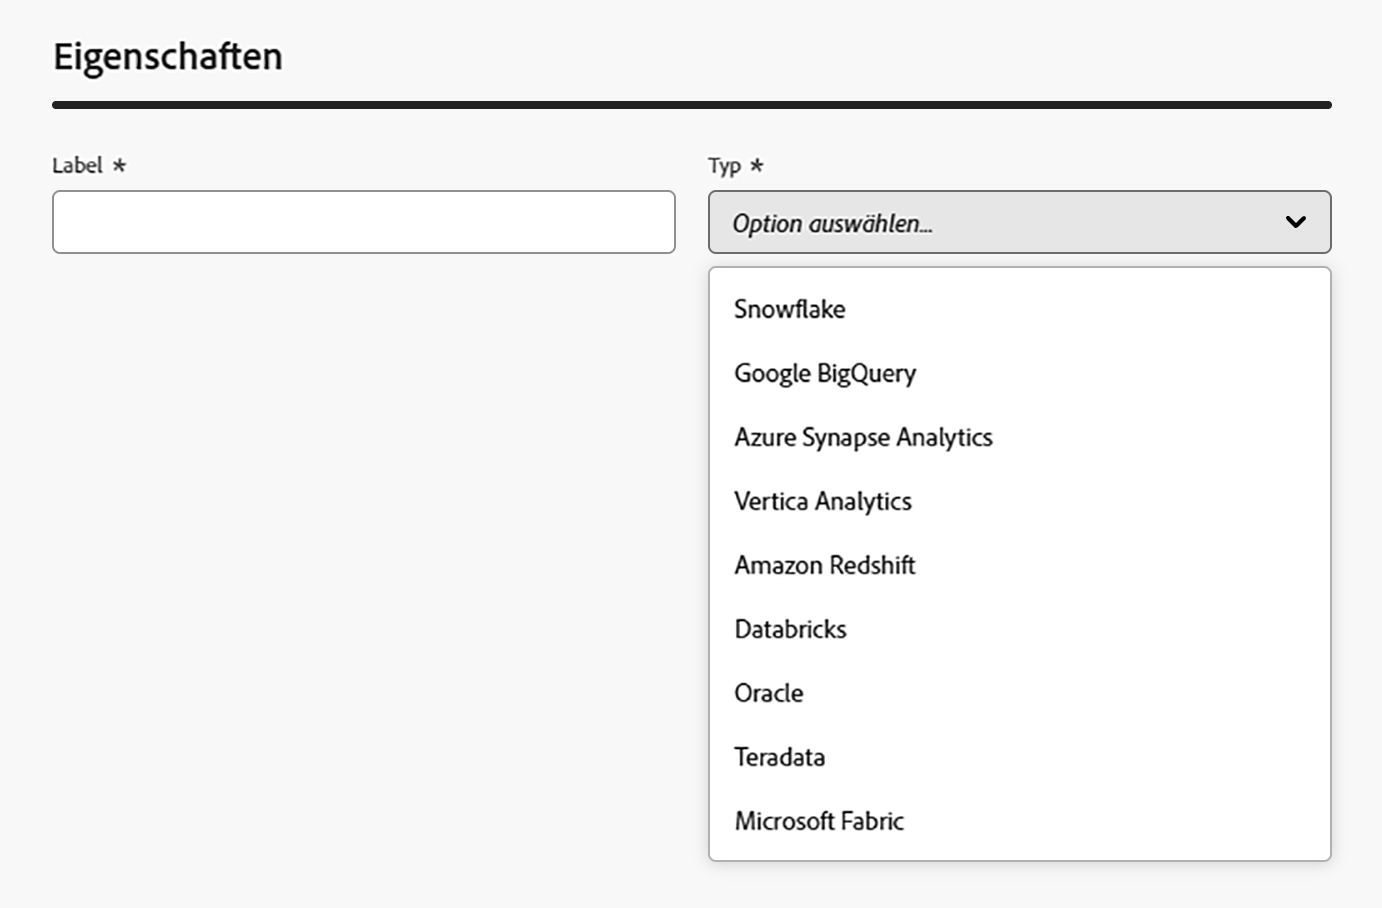 Eigenschaften
Label *
Typ *
Option auswählen...
Snowflake
Google BigQuery
Azure Synapse Analytics
Vertica Analytics
Amazon Redshift
Databricks
Oracle
Teradata
Microsoft Fabric